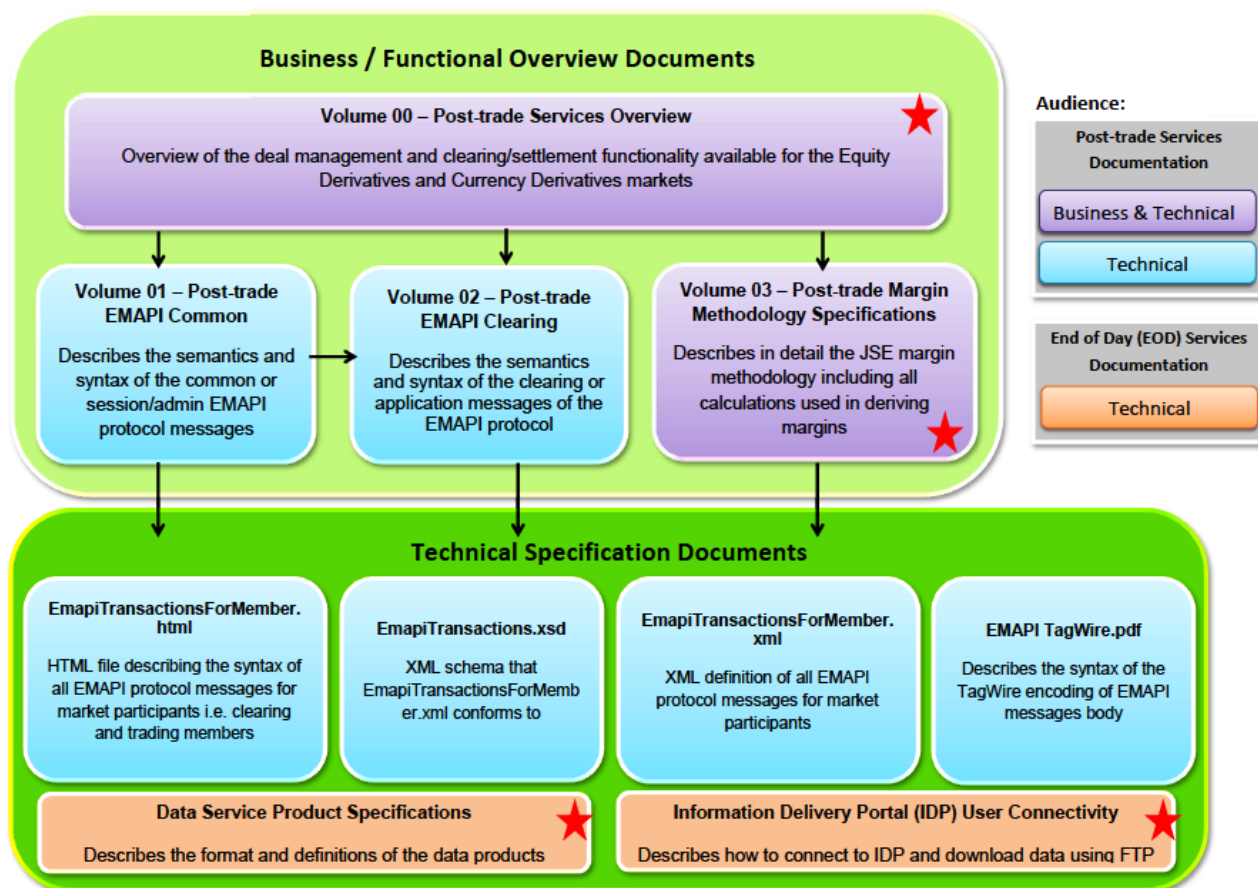 Business / Functional Overview Documents
Volume 00 – Post-trade Services Overview
Overview of the deal management and clearing/settlement functionality available for the Equity
Derivatives and Currency Derivatives markets
Volume 01 – Post-trade
EMAPI Common
Describes the semantics and
syntax of the common or
session/admin EMAPI
protocol messages
Volume 02 – Post-trade
EMAPI Clearing
Describes the semantics
and syntax of the clearing or
application messages of the
EMAPI protocol
Volume 03 – Post-trade Margin
Methodology Specifications
Describes in detail the JSE margin
methodology including all
calculations used in deriving
margins
Audience:
Post-trade Services
Documentation
Business & Technical
Technical
End of Day (EOD) Services
Documentation
Technical
Technical Specification Documents
EmapiTransactionsForMember.
html
HTML file describing the syntax of
all EMAPI protocol messages for
market participants i.e. clearing
and trading members
EmapiTransactions.xsd
XML schema that
EmapiTransactionsForMemb
er.xml conforms to
EmapiTransactionsForMember.
xml
XML definition of all EMAPI
protocol messages for market
participants
EMAPI TagWire.pdf
Describes the syntax of the
TagWire encoding of EMAPI
messages body
Data Service Product Specifications
Describes the format and definitions of the data products
Information Delivery Portal (IDP) User Connectivity
Describes how to connect to IDP and download data using FTP